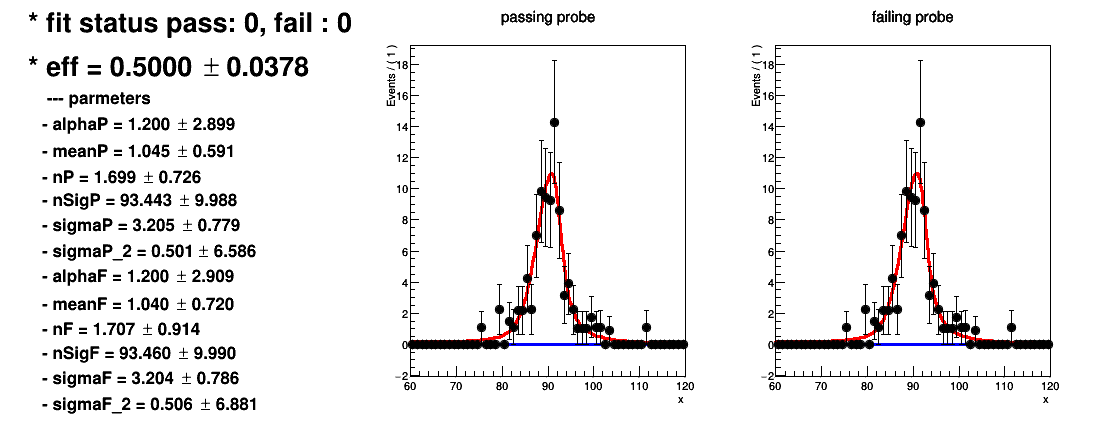 * fit status pass: 0, fail : 0
* eff = 0.5000 ± 0.0378
--- parmeters
- alphaP = 1.200 ± 2.899
- meanP = 1.045 ± 0.591
- nP = 1.699 ± 0.726
- nSigP = 93.443 ± 9.988
- sigmaP = 3.205 ± 0.779
- sigmaP_2 = 0.501 ± 6.586
- alphaF = 1.200 ± 2.909
- meanF = 1.040 ± 0.720
- nF = 1.707 ± 0.914
- nSigF = 93.460 ± 9.990
- sigmaF = 3.204 ± 0.786
- sigmaF_2 = 0.506 ± 6.881
passing probe
Events / ( 1 )
18
16
14
12
10
8
6
4
2
0
−2
60 70 80 90 100 110 120
x
failing probe
Events / ( 1 )
18
16
14
12
10
8
6
4
2
0
−2
60 70 80 90 100 110 120
x